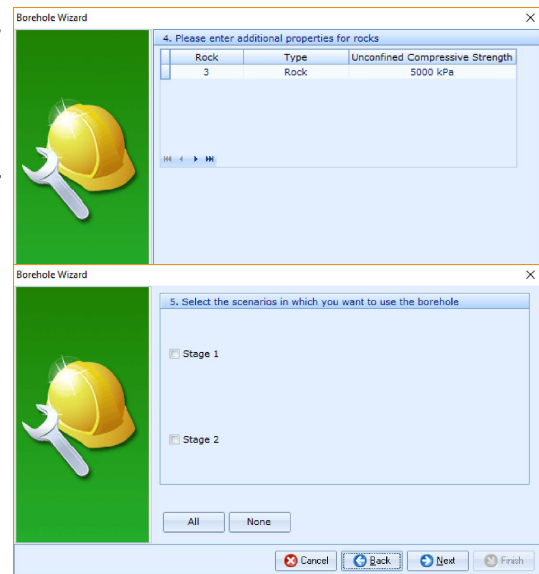 Borehole Wizard
4. Please enter additional properties for rocks
Rock Type Unconfined Compressive Strength
3 Rock 5000 kPa
Borehole Wizard
5. Select the scenarios in which you want to use the borehole
Stage 1
Stage 2
All None
Cancel Back Next Finish